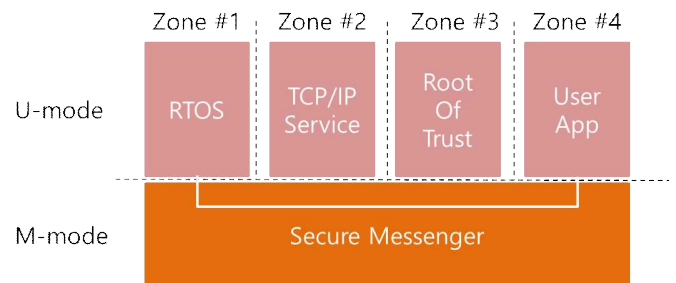 Zone #1 Zone #2 Zone #3 Zone #4
U-mode
RTOS
TCP/IP
Service
Root
Of
Trust
User
App
M-mode
Secure Messenger